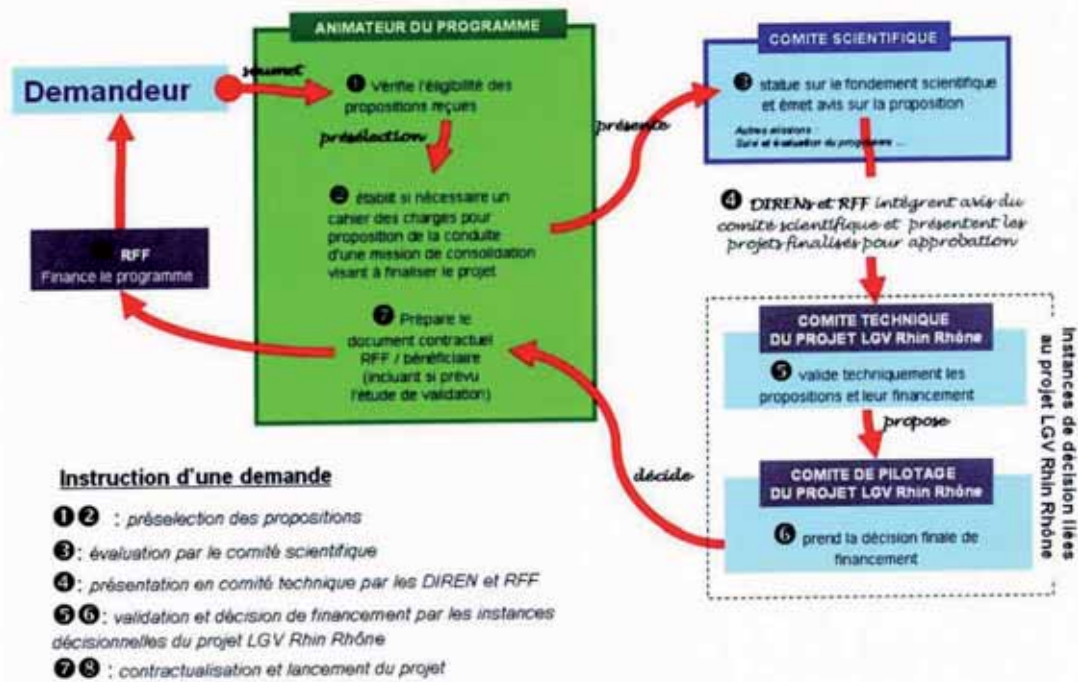 ANIMATEUR DU PROGRAMME
COMITE SCIENTIFIQUE
Demandeur
soumet
❶ Vérifie l'éligibilité des
propositions reçues
présélection
❷ établit si nécessaire un
cahier des charges pour
proposition de la conduite
d'une mission de consolidation
visant à finaliser le projet
présente
❸ statue sur le fondement scientifique
et émet avis sur la proposition
Autres missions :
Suivi et évaluation du programme ...
❹ DIRENs et RFF intègrent avis du
comité scientifique et présentent les
projets finalisés pour approbation
RFF
Finance le programme
❼ Prépare le
document contractuel
RFF / bénéficiaire
(incluant si prévu
l'étude de validation)
COMITE TECHNIQUE
DU PROJET LGV Rhin Rhône
❺ valide techniquement les
propositions et leur financement
propose
COMITE DE PILOTAGE
DU PROJET LGV Rhin Rhône
❻ prend la décision finale de
financement
décide
Instances de décision liées
au projet LGV Rhin Rhône
Instruction d'une demande
❶❷ : préselection des propositions
❸: évaluation par le comité scientifique
❹: présentation en comité technique par les DIREN et RFF
❺❻: validation et décision de financement par les instances
décisionnelles du projet LGV Rhin Rhône
❼❽: contractualisation et lancement du projet